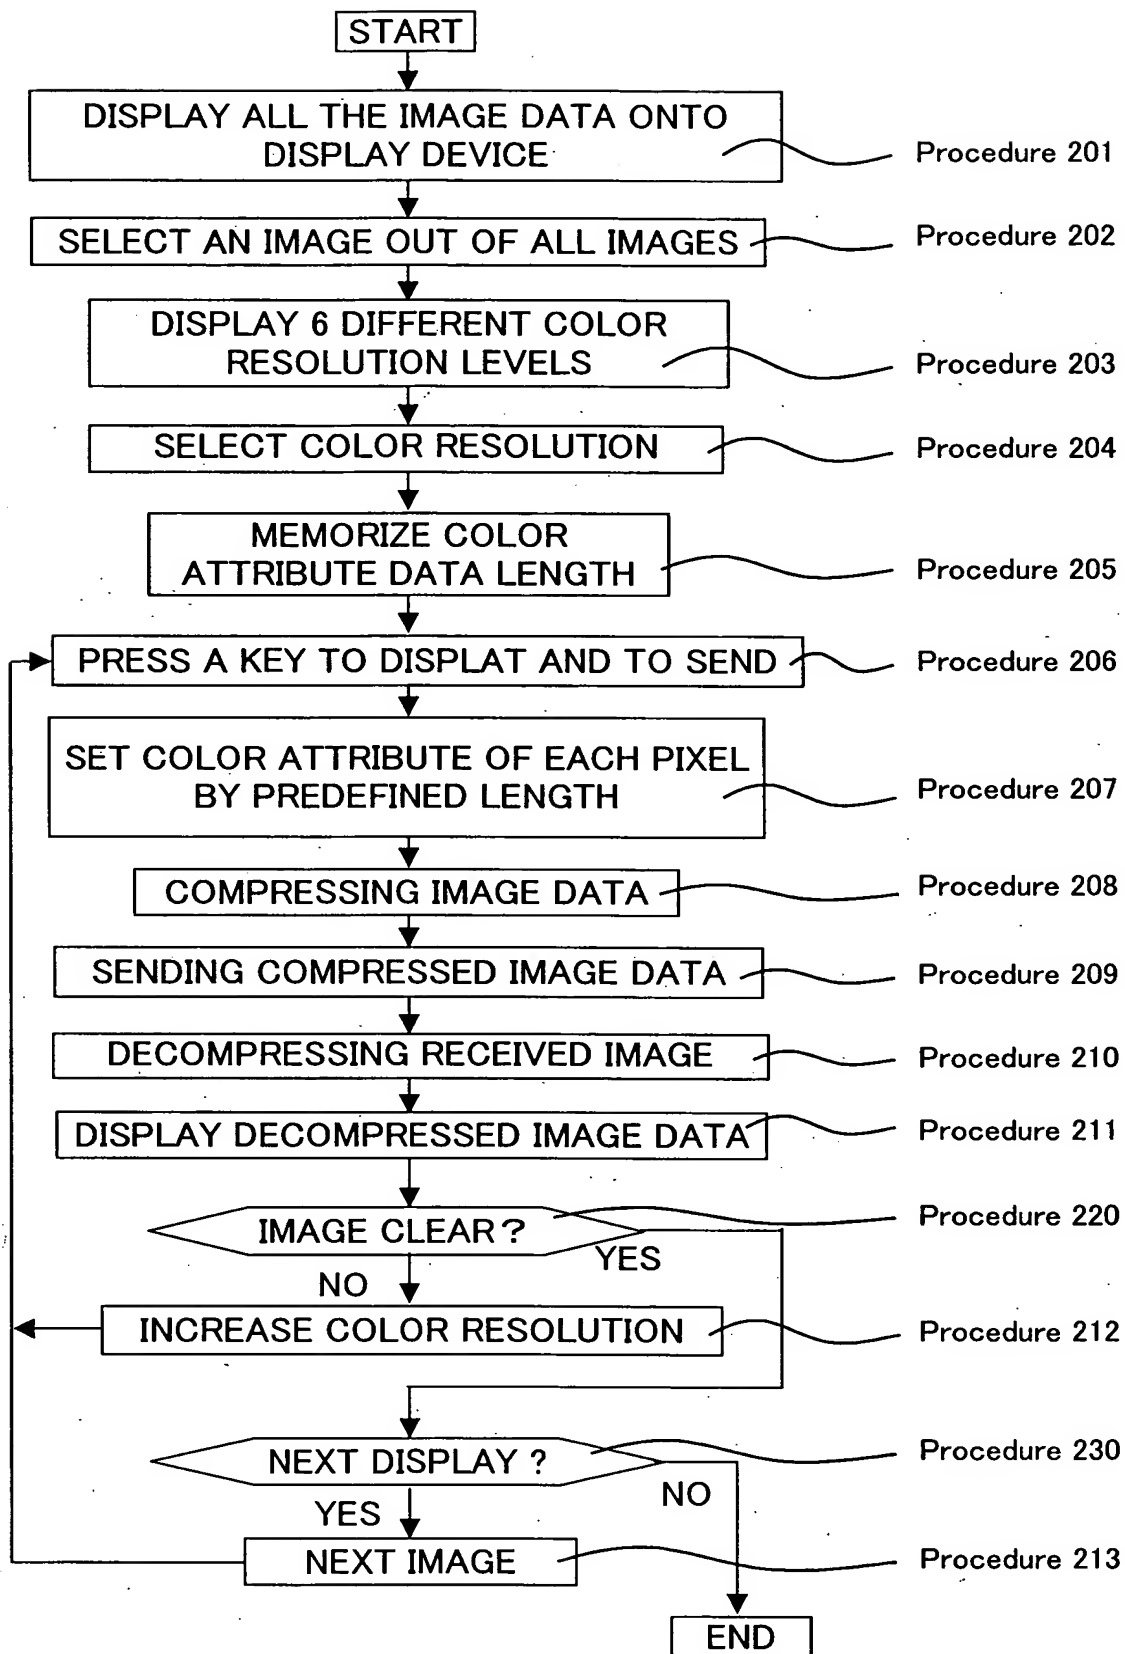 START
DISPLAY ALL THE IMAGE DATA ONTO
DISPLAY DEVICE
Procedure 201
SELECT AN IMAGE OUT OF ALL IMAGES
Procedure 202
DISPLAY 6 DIFFERENT COLOR
RESOLUTION LEVELS
Procedure 203
SELECT COLOR RESOLUTION
Procedure 204
MEMORIZE COLOR
ATTRIBUTE DATA LENGTH
Procedure 205
PRESS A KEY TO DISPLAT AND TO SEND
Procedure 206
SET COLOR ATTRIBUTE OF EACH PIXEL
BY PREDEFINED LENGTH
Procedure 207
COMPRESSING IMAGE DATA
Procedure 208
SENDING COMPRESSED IMAGE DATA
Procedure 209
DECOMPRESSING RECEIVED IMAGE
Procedure 210
DISPLAY DECOMPRESSED IMAGE DATA
Procedure 211
IMAGE CLEAR?
Procedure 220
YES
NO
INCREASE COLOR RESOLUTION
Procedure 212
NEXT DISPLAY ?
Procedure 230
NO
YES
NEXT IMAGE
Procedure 213
END